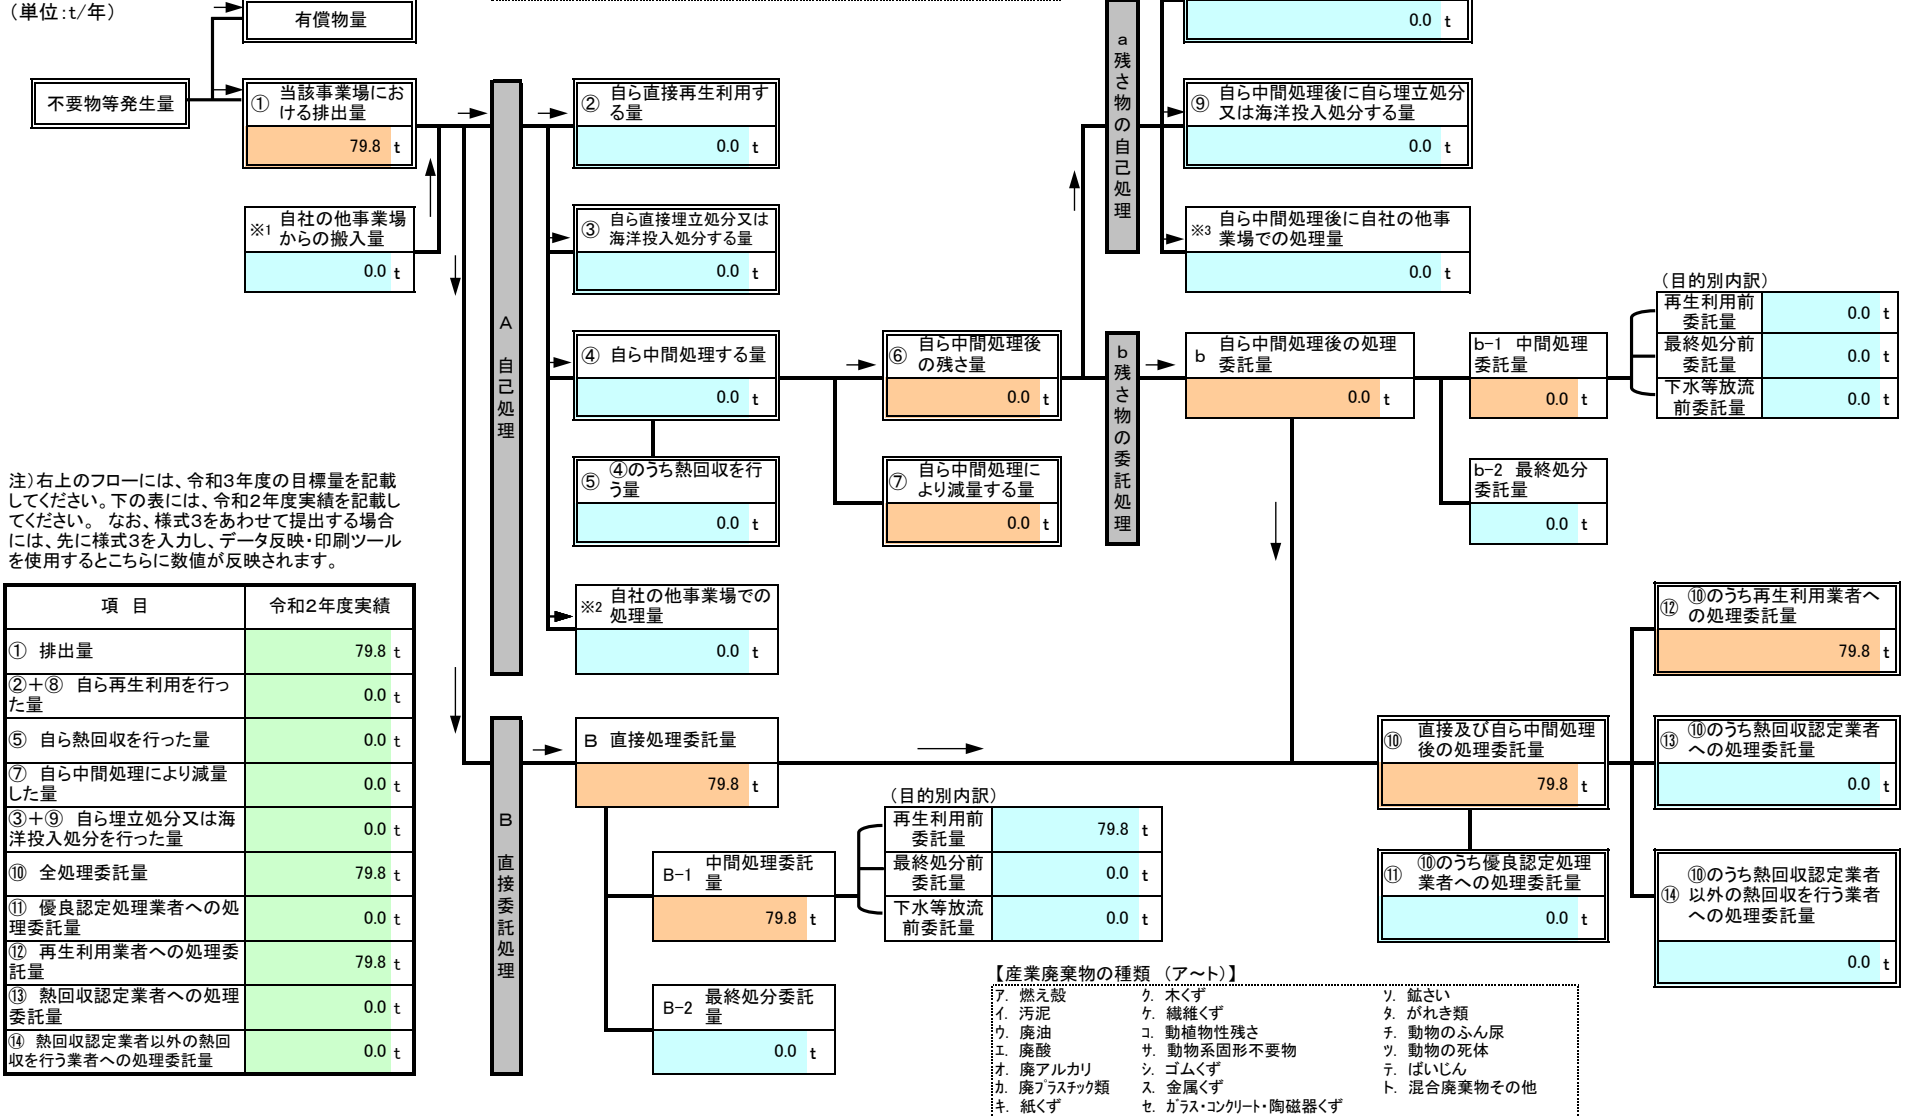 （単位：ｔ/年）
有償物量
不要物等発生量
① 当該事業場にお
ける排出量
79.8 t
※1 自社の他事業場
からの搬入量
0.0 t
A 自己処理
② 自ら直接再生利用す
る量
0.0 t
③ 自ら直接埋立処分又は
海洋投入処分する量
0.0 t
④ 自ら中間処理する量
0.0 t
⑤ ④のうち熱回収を行
う量
0.0 t
※2 自社の他事業場での
処理量
0.0 t
⑥ 自ら中間処理後
の残さ量
0.0 t
⑦ 自ら中間処理に
より減量する量
0.0 t
a残さ物の自己処理
0.0 t
⑨ 自ら中間処理後に自ら埋立処分
又は海洋投入処分する量
0.0 t
※3 自ら中間処理後に自社の他事
業場での処理量
0.0 t
b残さ物の委託処理
b 自ら中間処理後の処理
委託量
0.0 t
b-1 中間処理
委託量
0.0 t
b-2 最終処分
委託量
0.0 t
（目的別内訳）
再生利用前
委託量
0.0 t
最終処分前
委託量
0.0 t
下水等放流
前委託量
0.0 t
注）右上のフローには、令和３年度の目標量を記載
してください。下の表には、令和２年度実績を記載し
てください。 なお、様式３をあわせて提出する場合
には、先に様式３を入力し、データ反映・印刷ツール
を使用するとこちらに数値が反映されます。
項 目 令和２年度実績
① 排出量 79.8 t
②＋⑧ 自ら再生利用を行っ
た量 0.0 t
⑤ 自ら熱回収を行った量 0.0 t
⑦ 自ら中間処理により減量
した量 0.0 t
③＋⑨ 自ら埋立処分又は海
洋投入処分を行った量 0.0 t
⑩ 全処理委託量 79.8 t
⑪ 優良認定処理業者への処
理委託量 0.0 t
⑫ 再生利用業者への処理委
託量 79.8 t
⑬ 熱回収認定業者への処理
委託量 0.0 t
⑭ 熱回収認定業者以外の熱回
収を行う業者への処理委託量 0.0 t
B 直接委託処理
B 直接処理委託量
79.8 t
B-1 中間処理委託
量
79.8 t
B-2 最終処分委託
量
0.0 t
（目的別内訳）
再生利用前
委託量
79.8 t
最終処分前
委託量
0.0 t
下水等放流
前委託量
0.0 t
⑩ 直接及び自ら中間処理
後の処理委託量
79.8 t
⑪ ⑩のうち優良認定処理
業者への処理委託量
0.0 t
⑫ ⑩のうち再生利用業者へ
の処理委託量
79.8 t
⑬ ⑩のうち熱回収認定業者
への処理委託量
0.0 t
⑭ ⑩のうち熱回収認定業者
以外の熱回収を行う業者
への処理委託量
0.0 t
【産業廃棄物の種類 （ア～ト）】
ア. 燃え殻 ク. 木くず ソ. 鉱さい
イ. 汚泥 ケ. 繊維くず タ. がれき類
ウ. 廃油 コ. 動植物性残さ チ. 動物のふん尿
エ. 廃酸 サ. 動物系固形不要物 ツ. 動物の死体
オ. 廃アルカリ シ. ゴムくず テ. ばいじん
カ. 廃プラスチック類 ス. 金属くず ト. 混合廃棄物その他
キ. 紙くず セ. ガラス・コンクリート・陶磁器くず